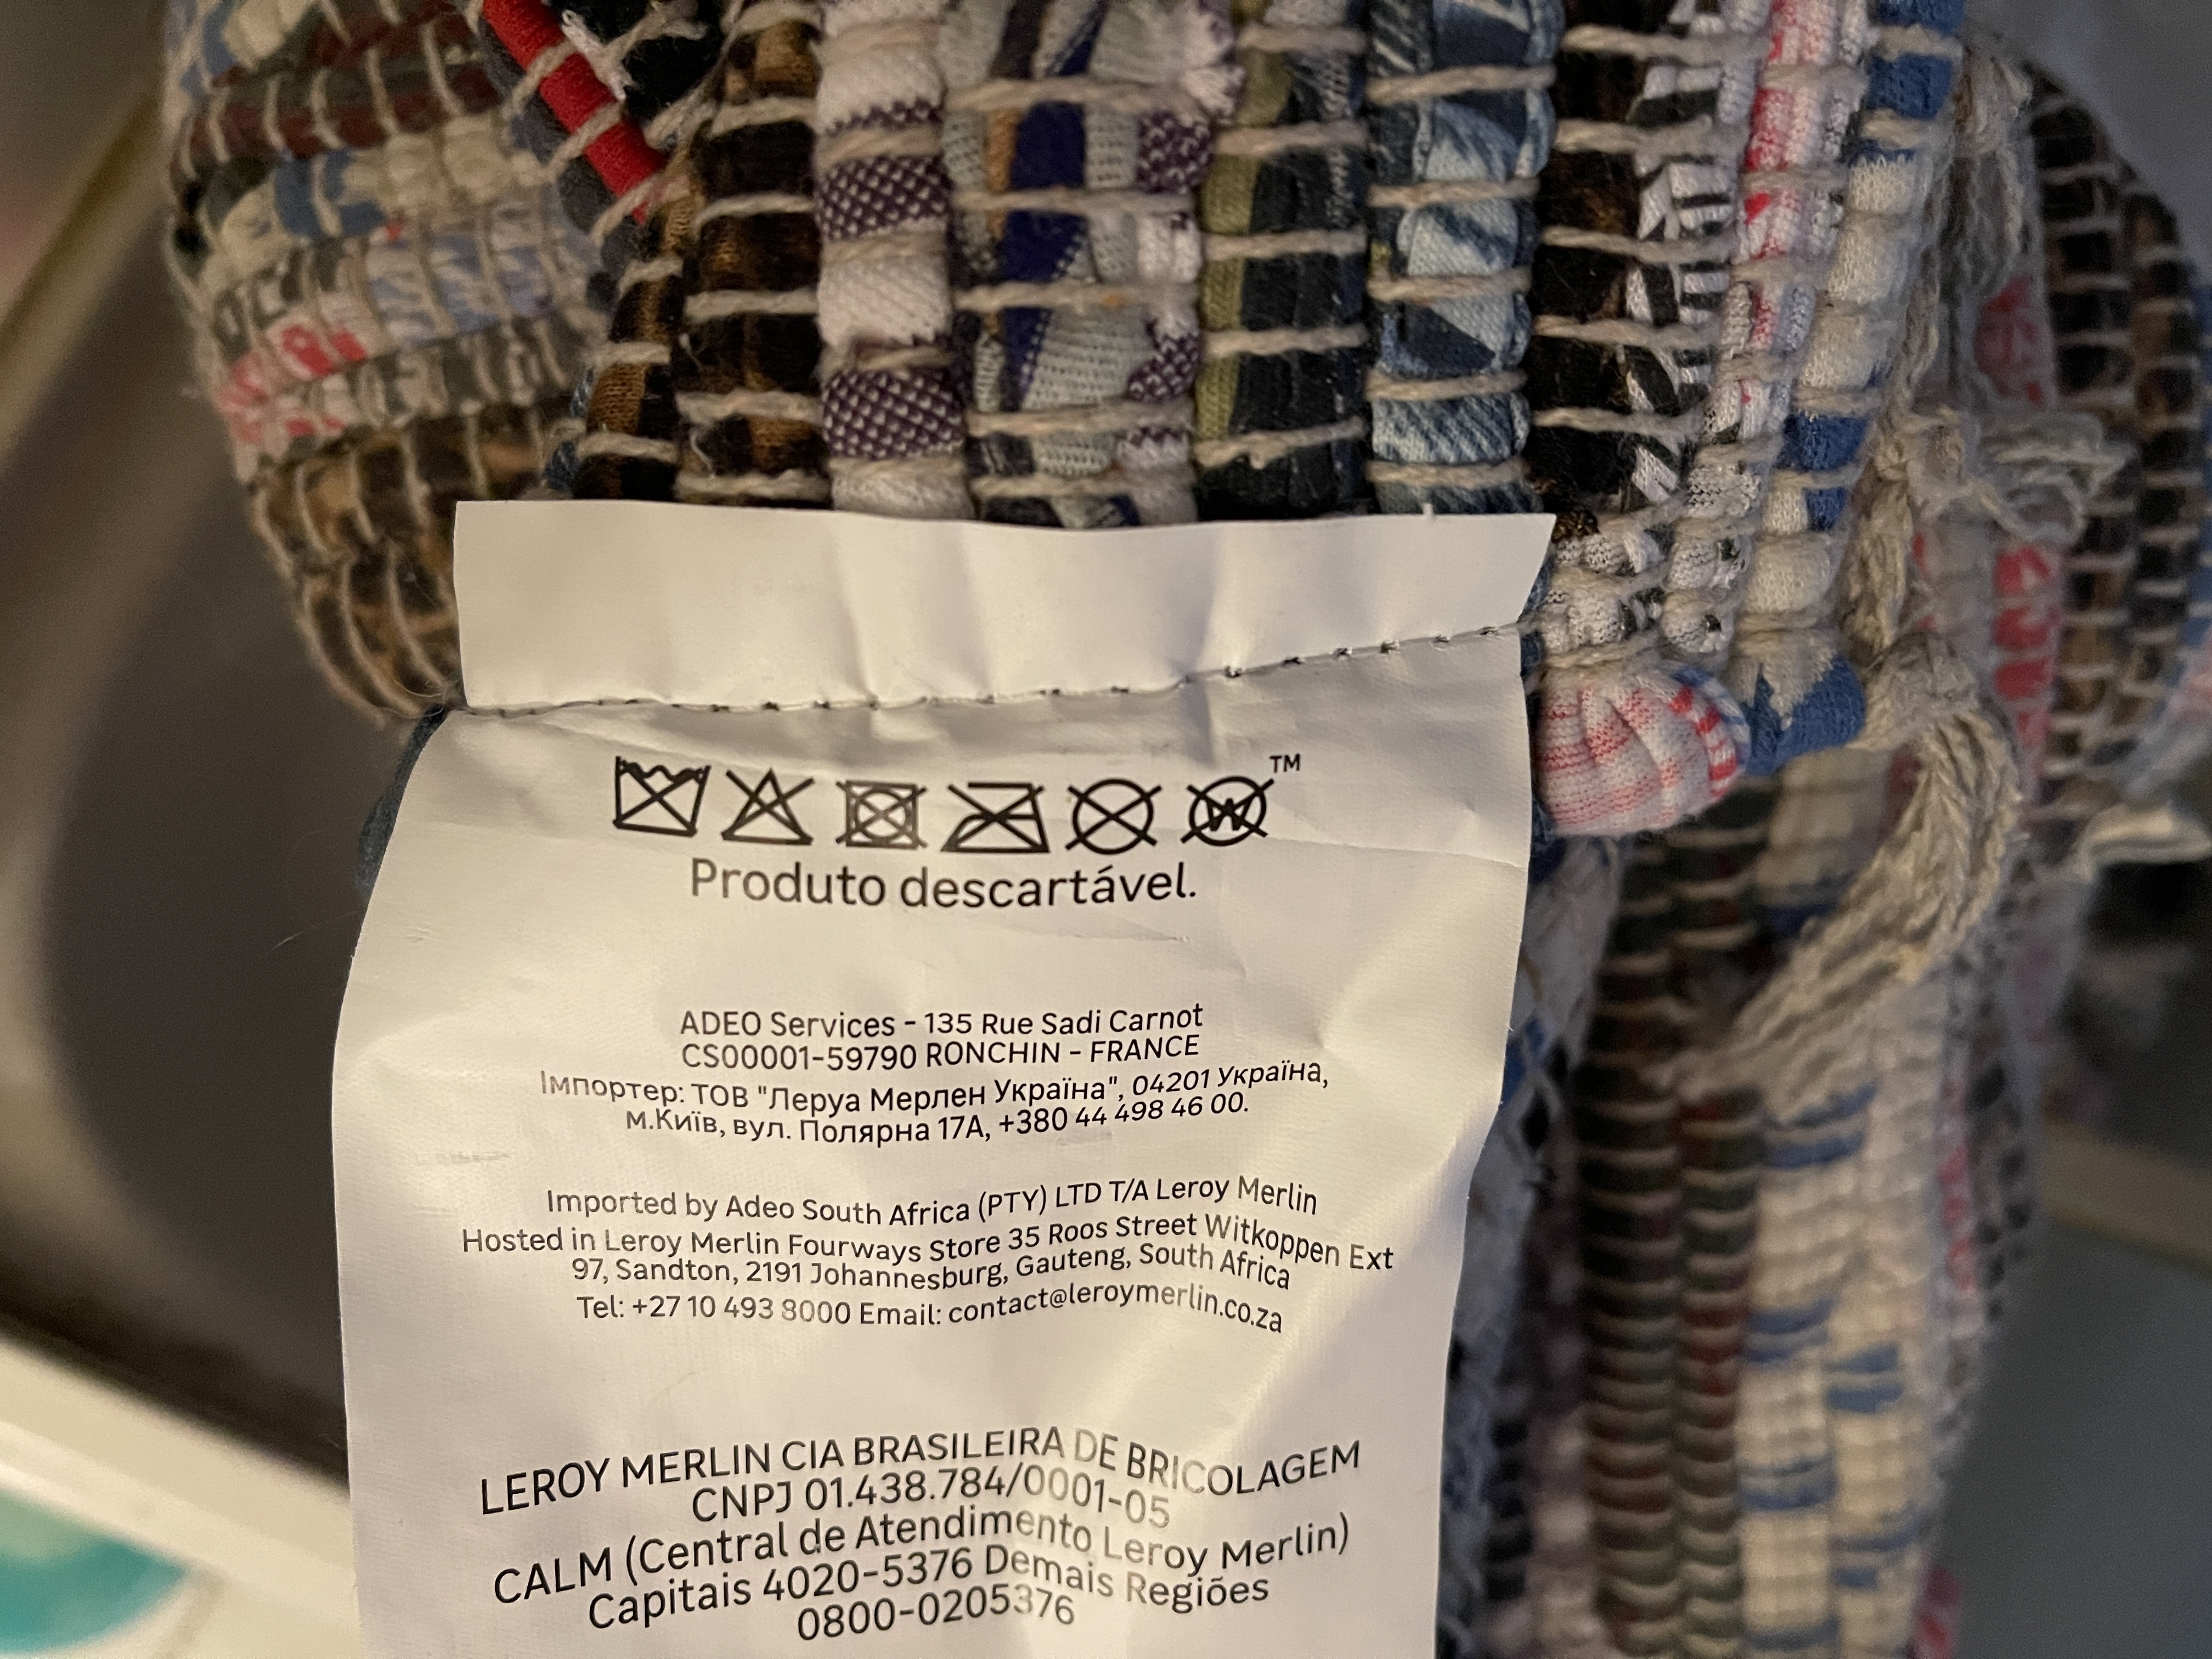 TM
W
Produto descartável.
ADEO Services - 135 Rue Sadi Carnot
CS00001-59790 RONCHIN - FRANCE
Імпортер: ТОВ "Леруа Мерлен Україна", 04201 Україна,
м.Київ, вул. Полярна 17А, +380 44 498 46 00.
Imported by Adeo South Africa (PTY) LTD T/A Leroy Merlin
Hosted in Leroy Merlin Fourways Store 35 Roos Street Witkoppen Ext
97, Sandton, 2191 Johannesburg, Gauteng, South Africa
Tel: +27 10 493 8000 Email: contact@leroymerlin.co.za
LEROY MERLIN CIA BRASILEIRA DE BRICOLAGEM
CNPJ 01.438.784/0001-05
CALM (Central de Atendimento Leroy Merlin)
Capitais 4020-5376 Demais Regiões
0800-0205376